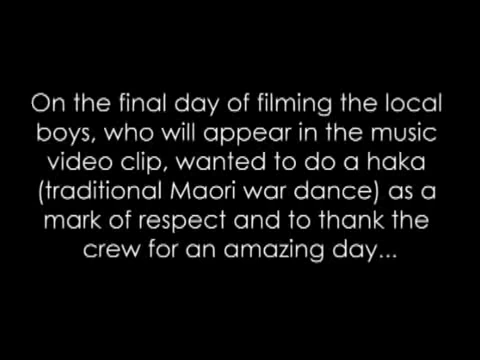 On the final day of filming the local
boys, who will appear in the music
video clip, wanted to do a haka
(traditional Maori war dance) as a
mark of respect and to thank the
crew for an amazing day...